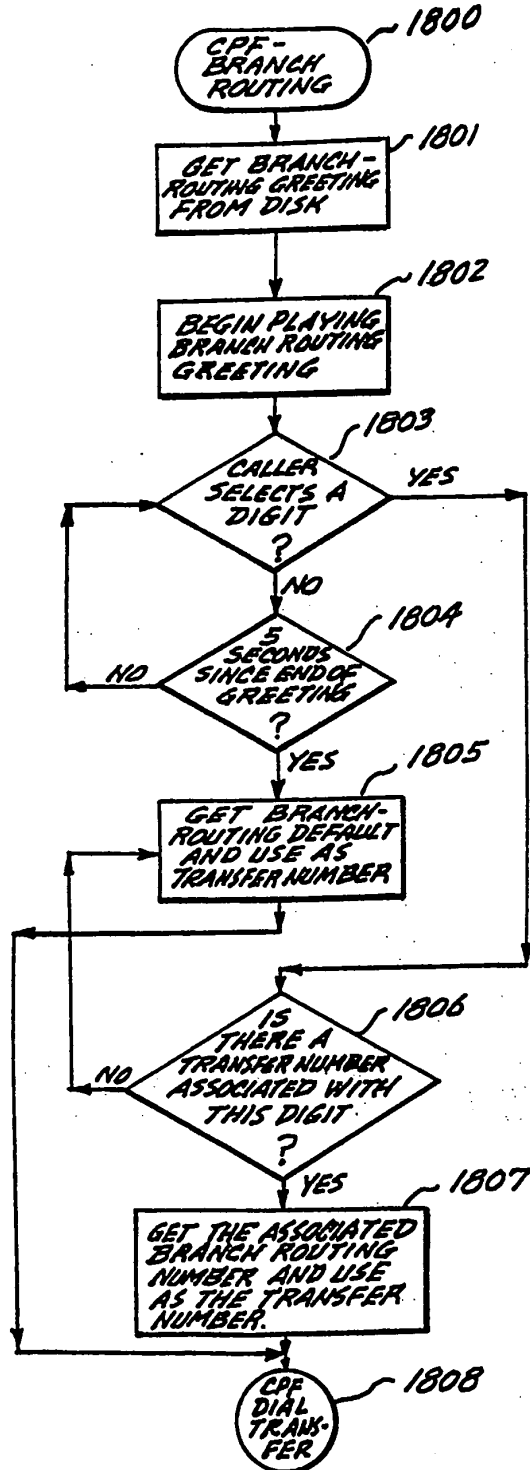 1800
CPF-
BRANCH
ROUTING
1801
GET BRANCH-
ROUTING GREETING
FROM DISK
1802
BEGIN PLAYING
BRANCH ROUTING
GREETING
1803
CALLER
SELECTS A
DIGIT
?
YES
NO
1804
5
SECONDS
SINCE END OF
GREETING
?
NO
YES
1805
GET BRANCH-
ROUTING DEFAULT
AND USE AS
TRANSFER NUMBER
1806
IS
THERE A
TRANSFER NUMBER
ASSOCIATED WITH
THIS DIGIT
?
NO
YES
1807
GET THE ASSOCIATED
BRANCH ROUTING
NUMBER AND USE
AS THE TRANSFER
NUMBER.
1808
CPF
DIAL
TRANS-
FER